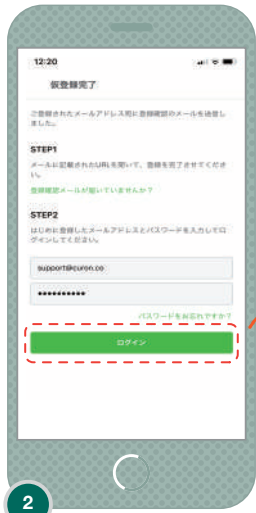 12:20
仮登録完了
ご登録されたメールアドレス宛に登録確認のメールを送信し
ました。
STEP1
メールに記載されたURLを開いて、登録を完了させてくださ
い。
登録確認メールが届いていませんか？
STEP2
はじめに登録したメールアドレスとパスワードを入力してロ
グインしてください。
support@curon.co
••••••••••
パスワードをお忘れですか？
ログイン
2